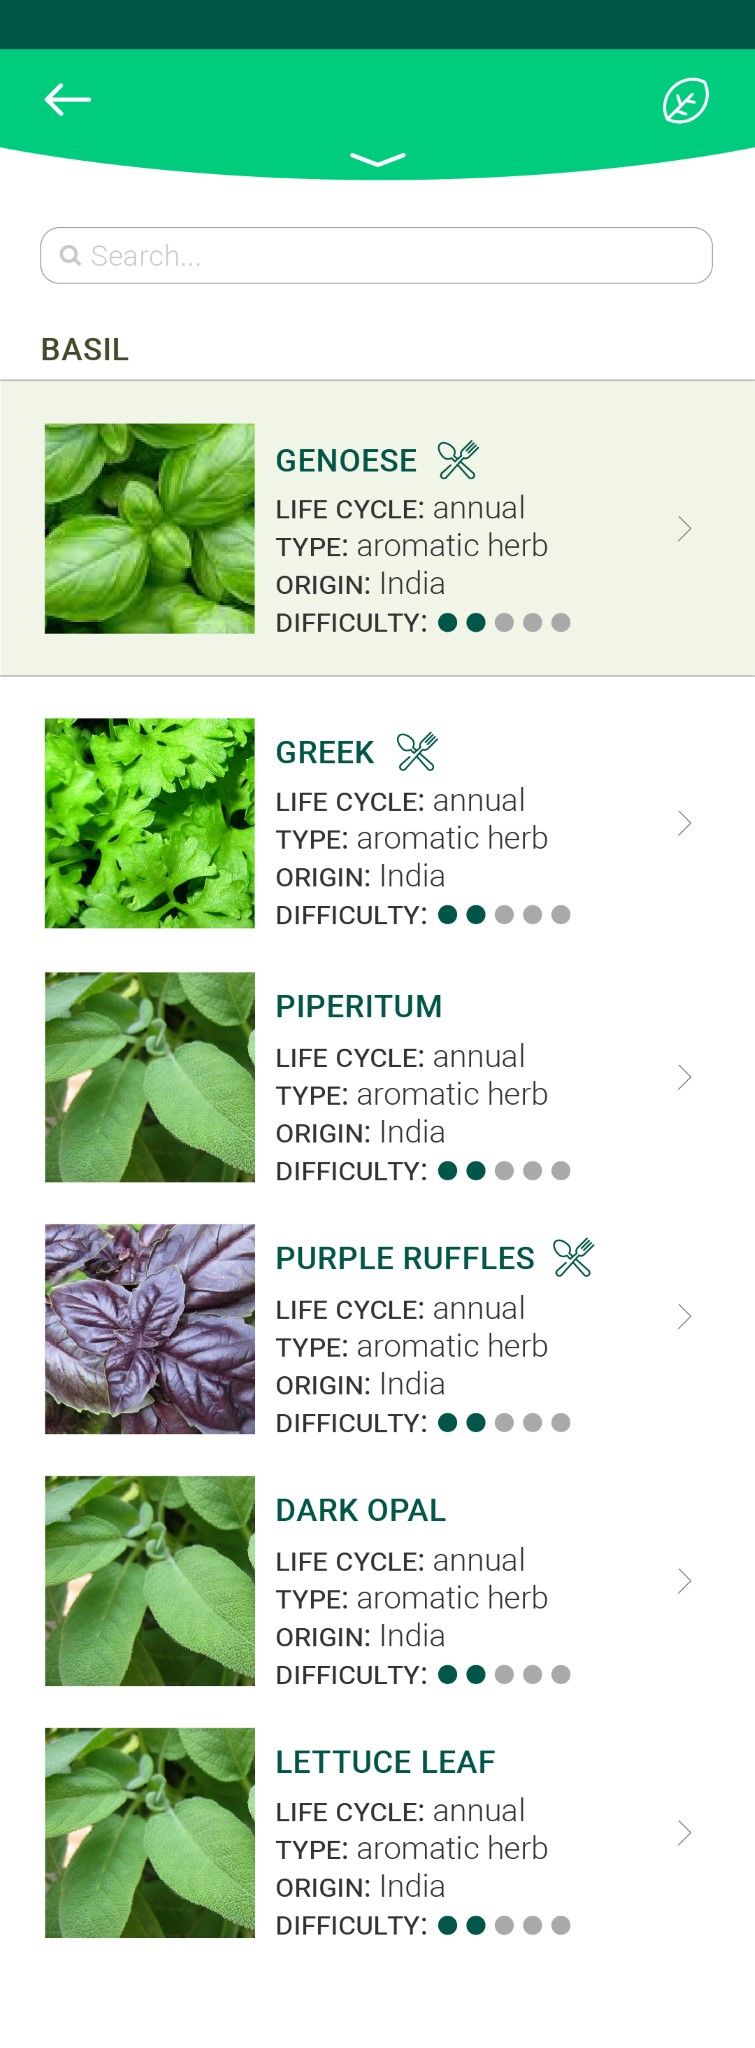 Search...
BASIL
GENOESE
LIFE CYCLE: annual
TYPE: aromatic herb
ORIGIN: India
DIFFICULTY:
GREEK
LIFE CYCLE: annual
TYPE: aromatic herb
ORIGIN: India
DIFFICULTY:
PIPERITUM
LIFE CYCLE: annual
TYPE: aromatic herb
ORIGIN: India
DIFFICULTY:
PURPLE RUFFLES
LIFE CYCLE: annual
TYPE: aromatic herb
ORIGIN: India
DIFFICULTY:
DARK OPAL
LIFE CYCLE: annual
TYPE: aromatic herb
ORIGIN: India
DIFFICULTY:
LETTUCE LEAF
LIFE CYCLE: annual
TYPE: aromatic herb
ORIGIN: India
DIFFICULTY: